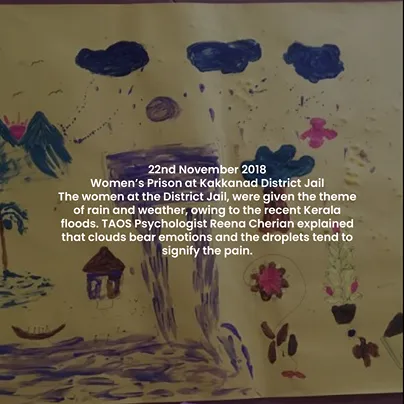 22nd November 2018
Women's Prison at Kakkanad District Jail
The women at the District Jail, were given the theme
of rain and weather, owing to the recent Kerala
floods. TAOS Psychologist Reena Cherian explained
that clouds bear emotions and the droplets tend to
signify the pain.